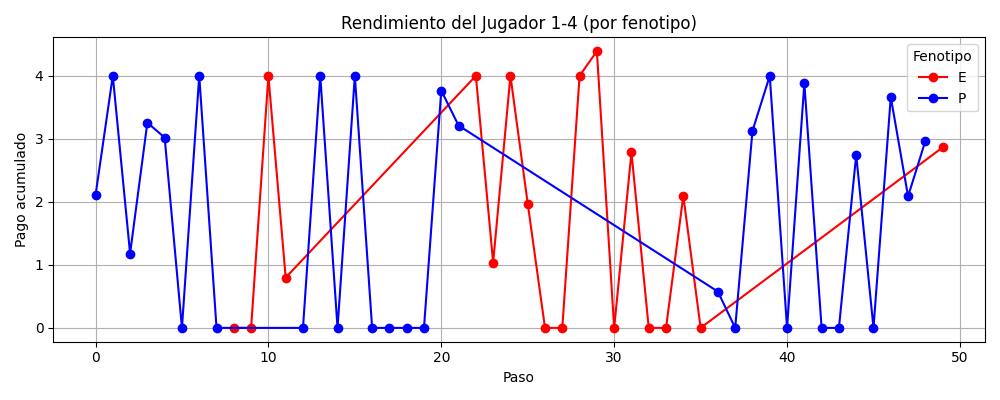 Rendimiento del Jugador 1-4 (por fenotipo)
Pago acumulado
4
3
2
1
0
0
10
20
30
40
50
Paso
Fenotipo
E
P